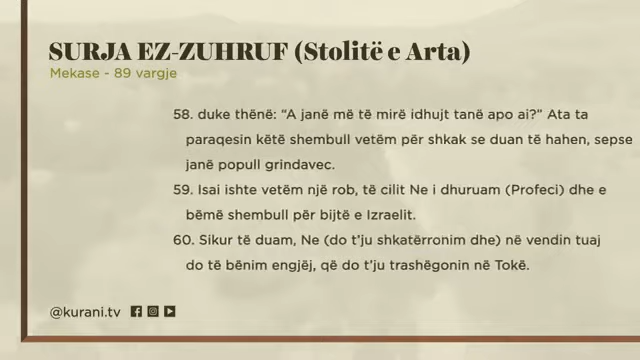 SURJA EZ-ZUHRUF (Stolitë e Arta)
Mekase - 89 vargje
58. duke thënë: “A janë më të mirë idhujt tanë apo ai?” Ata ta
paraqesin këtë shembull vetëm për shkak se duan të hahen, sepse
janë popull grindavec.
59. Isai ishte vetëm një rob, të cilit Ne i dhuruam (Profeci) dhe e
bëmë shembull për bijtë e Izraelit.
60. Sikur të duam, Ne (do t’ju shkatërronim dhe) në vendin tuaj
do të bënim engjëj, që do t’ju trashëgonin në Tokë.
@kurani.tv